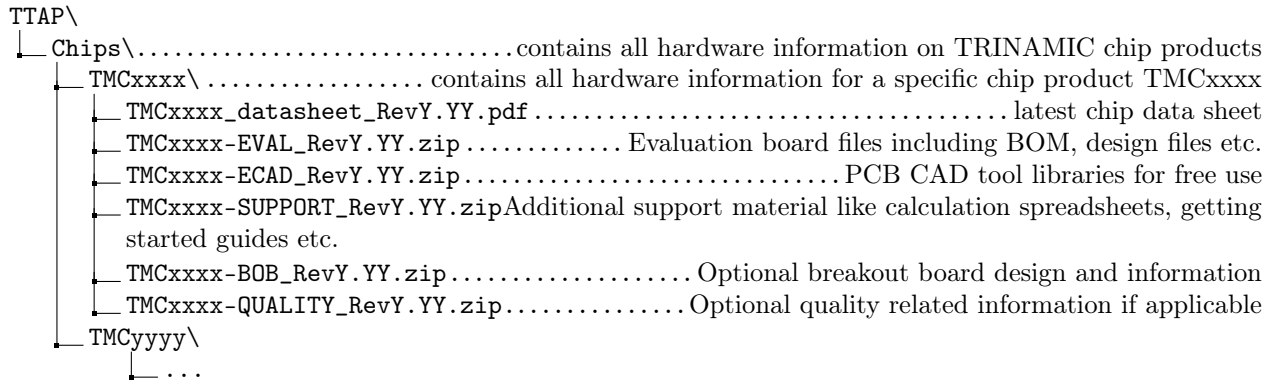 TTAP\
Chips\...............................contains all hardware information on TRINAMIC chip products
TMCxxxx\..................contains all hardware information for a specific chip product TMCxxxx
TMCxxxx_datasheet_RevY.YY.pdf.......................................latest chip data sheet
TMCxxxx-EVAL_RevY.YY.zip.............Evaluation board files including BOM, design files etc.
TMCxxxx-ECAD_RevY.YY.zip...............................PCB CAD tool libraries for free use
TMCxxxx-SUPPORT_RevY.YY.zipAdditional support material like calculation spreadsheets, getting
started guides etc.
TMCxxxx-BOB_RevY.YY.zip....................Optional breakout board design and information
TMCxxxx-QUALITY_RevY.YY.zip...............Optional quality related information if applicable
TMCyyyy\
...